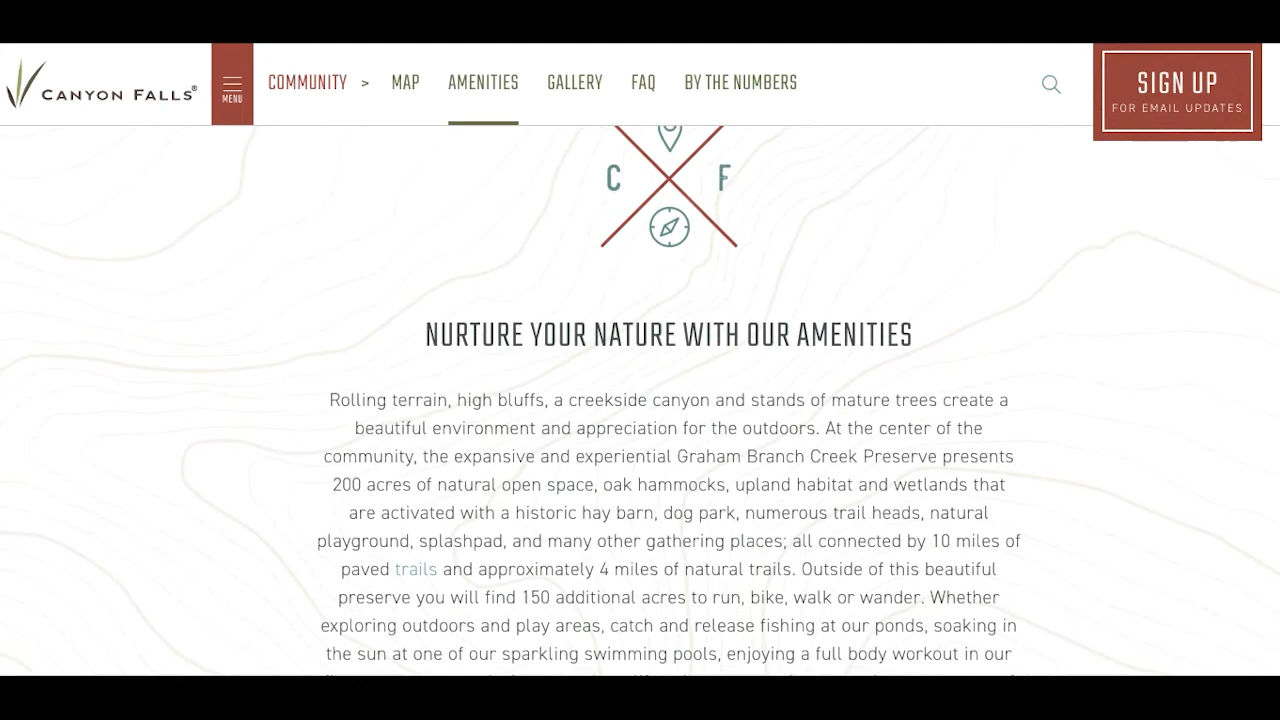 CANYON FALLS®
MENU
COMMUNITY > MAP AMENITIES GALLERY FAQ BY THE NUMBERS
SIGN UP
FOR EMAIL UPDATES
C F
NURTURE YOUR NATURE WITH OUR AMENITIES
Rolling terrain, high bluffs, a creekside canyon and stands of mature trees create a
beautiful environment and appreciation for the outdoors. At the center of the
community, the expansive and experiential Graham Branch Creek Preserve presents
200 acres of natural open space, oak hammocks, upland habitat and wetlands that
are activated with a historic hay barn, dog park, numerous trail heads, natural
playground, splashpad, and many other gathering places; all connected by 10 miles of
paved trails and approximately 4 miles of natural trails. Outside of this beautiful
preserve you will find 150 additional acres to run, bike, walk or wander. Whether
exploring outdoors and play areas, catch and release fishing at our ponds, soaking in
the sun at one of our sparkling swimming pools, enjoying a full body workout in our